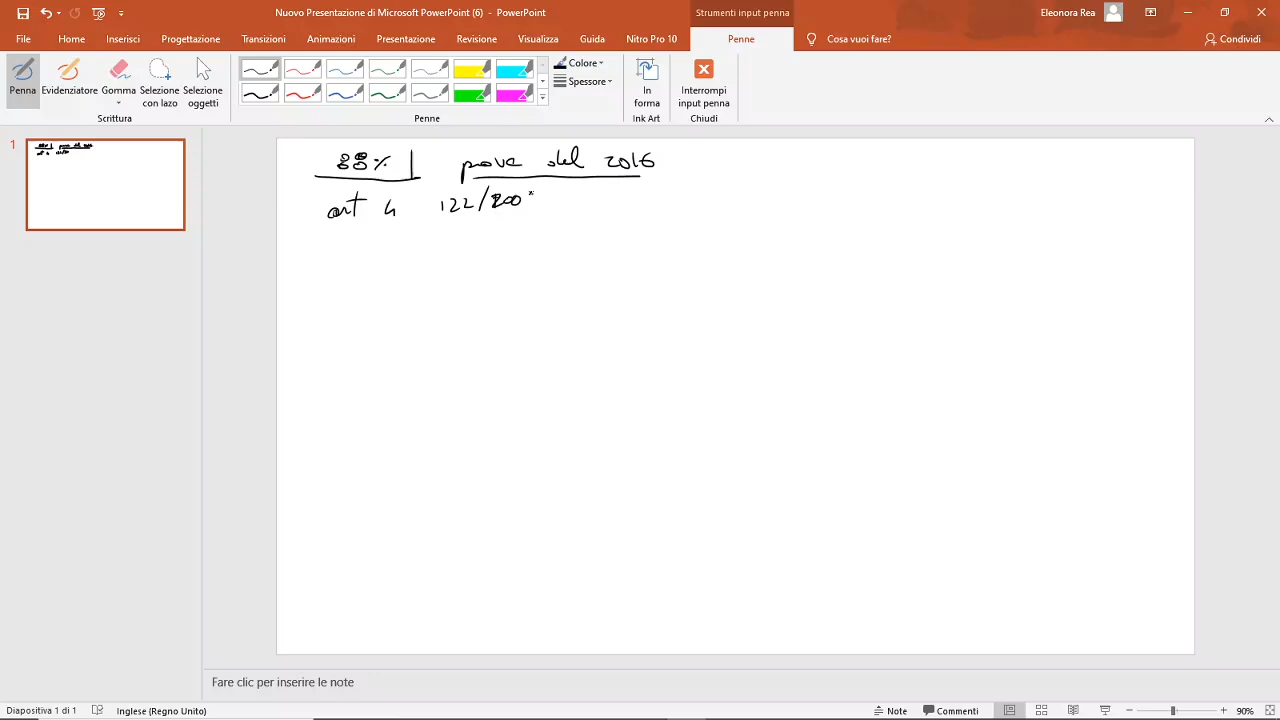 Nuovo Presentazione di Microsoft PowerPoint (6) - PowerPoint
Strumenti input penna
Eleonora Rea
File Home Inserisci Progettazione Transizioni Animazioni Presentazione Revisione Visualizza Guida Nitro Pro 10 Penne Cosa vuoi fare? Condividi
Penna Evidenziatore Gomma Selezione con lazo Selezione oggetti
Scrittura
Penne
Colore
Spessore
In forma
Ink Art
Interrompi input penna
Chiudi
1
88% | prove del 2016
art 4 122/200
Fare clic per inserire le note
Diapositiva 1 di 1 Inglese (Regno Unito) Note Commenti 90%